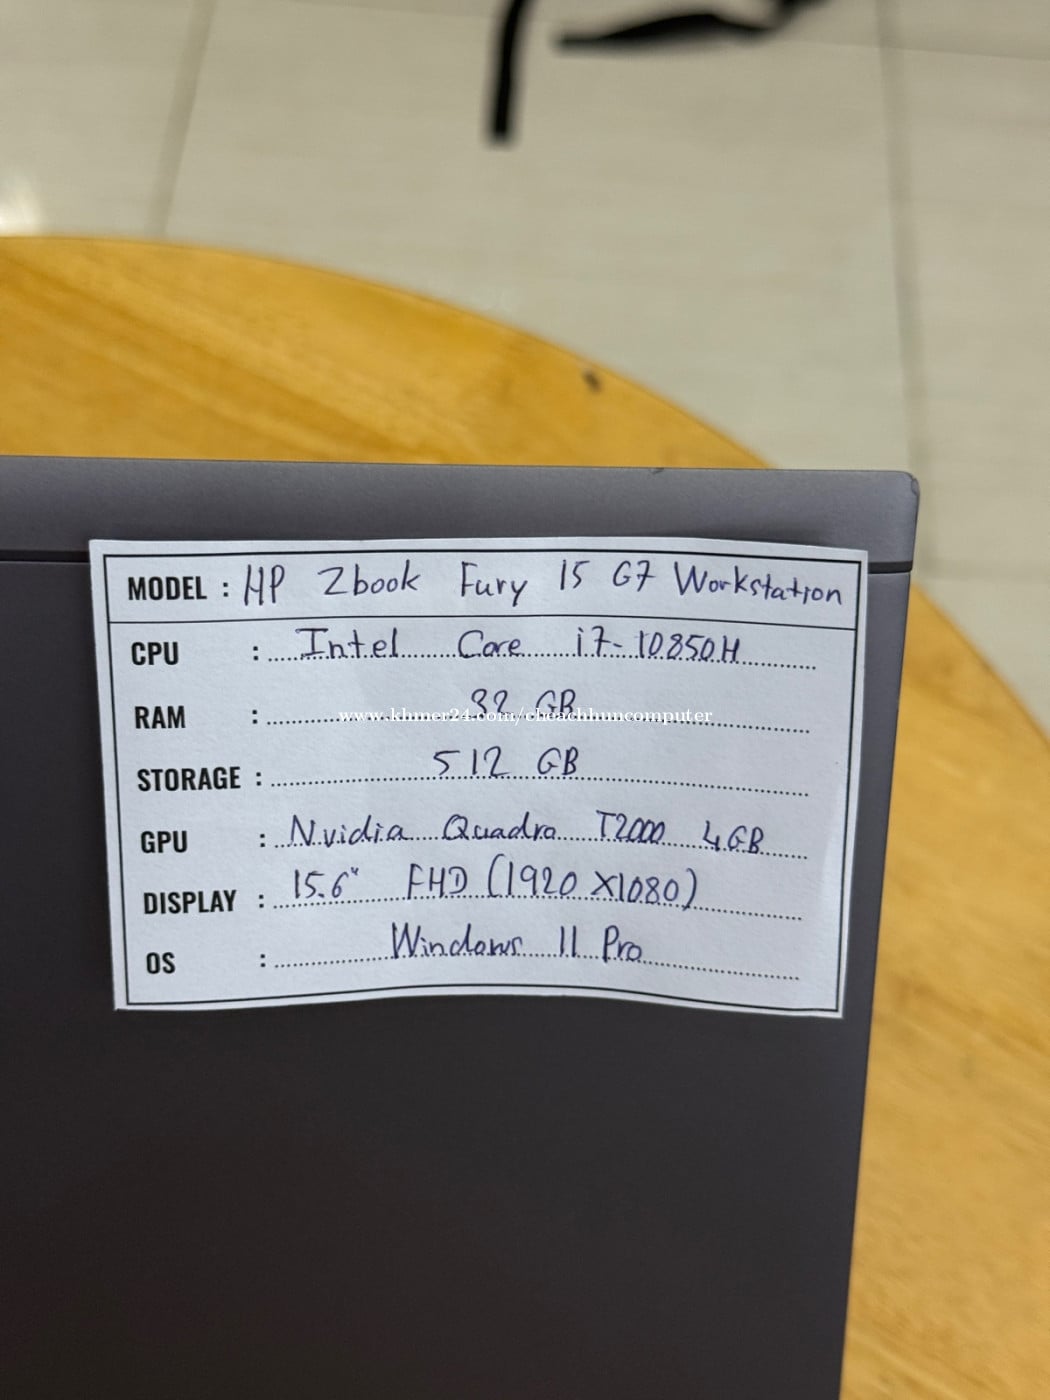 MODEL : HP Zbook Fury 15 G7 Workstation
CPU : Intel Core i7-10850H
RAM : 32 GB
www.khmer24.com/cheachhuncomputer
STORAGE : 512 GB
GPU : Nvidia Quadro T2000 4GB
DISPLAY : 15.6" FHD (1920 X1080)
OS : Windows 11 Pro